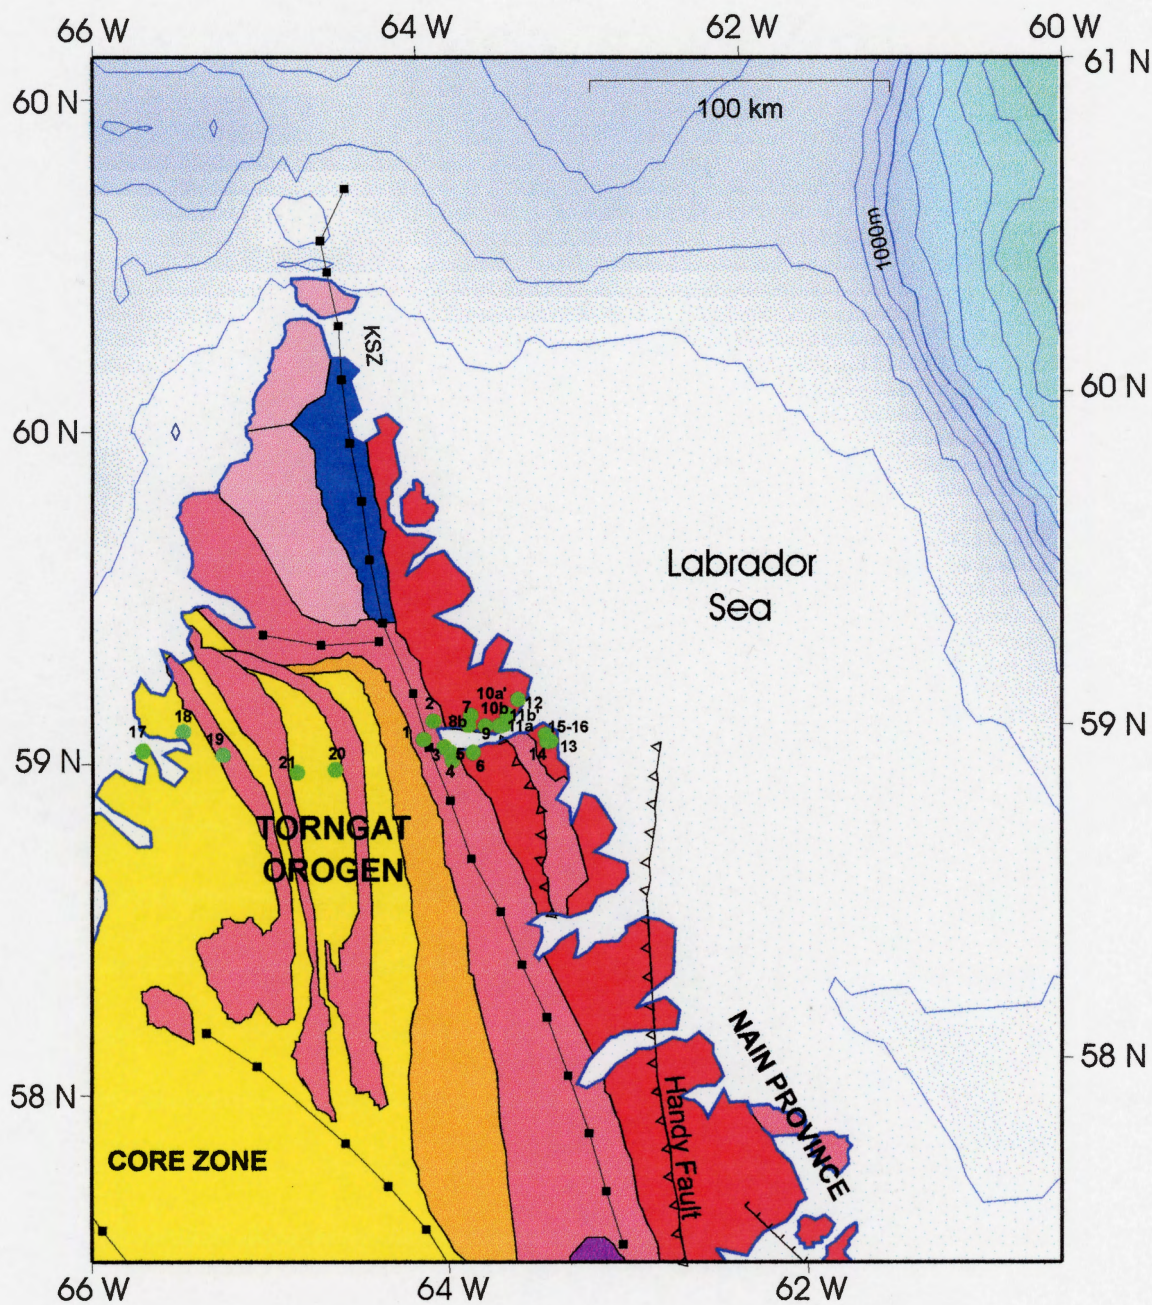 66 W
64 W
62 W
60 W
61 N
60 N
100 km
1000m
KSZ
60 N
60 N
Labrador
Sea
10a'
12
2
7
10b
11b'
8b
11a
15-16
1
9
17
18
3
5
14
13
59 N
19
20
4
6
59 N
21
TORNGAT
OROGEN
NAIN PROVINCE
58 N
58 N
Handy Fault
CORE ZONE
66 W
64 W
62 W